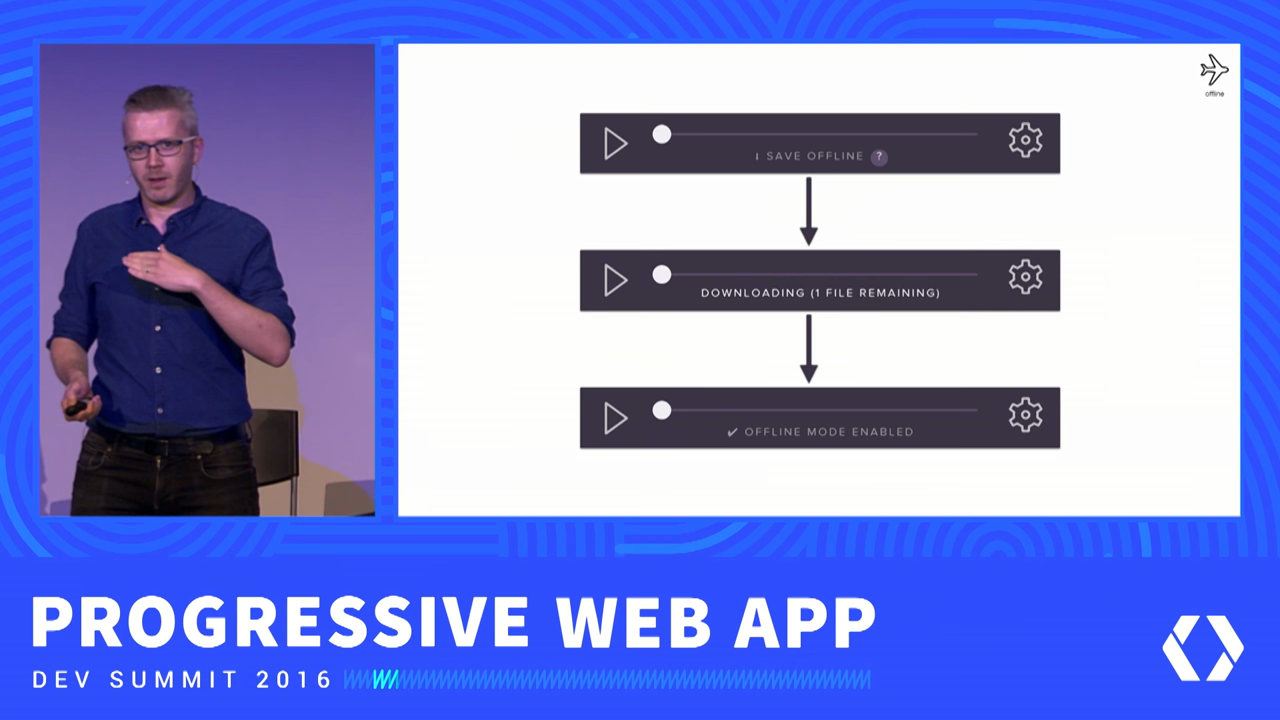 offline
SAVE OFFLINE ?
DOWNLOADING (1 FILE REMAINING)
✔ OFFLINE MODE ENABLED
PROGRESSIVE WEB APP
DEV SUMMIT 2016